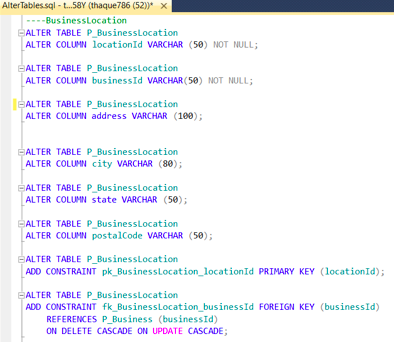 AlterTables.sql - t...58Y (thaque786 (52))* ×
----BusinessLocation
ALTER TABLE P_BusinessLocation
ALTER COLUMN locationId VARCHAR (50) NOT NULL;
ALTER TABLE P_BusinessLocation
ALTER COLUMN businessId VARCHAR(50) NOT NULL;
ALTER TABLE P_BusinessLocation
ALTER COLUMN address VARCHAR (100);
ALTER TABLE P_BusinessLocation
ALTER COLUMN city VARCHAR (80);
ALTER TABLE P_BusinessLocation
ALTER COLUMN state VARCHAR (50);
ALTER TABLE P_BusinessLocation
ALTER COLUMN postalCode VARCHAR (50);
ALTER TABLE P_BusinessLocation
ADD CONSTRAINT pk_BusinessLocation_locationId PRIMARY KEY (locationId);
ALTER TABLE P_BusinessLocation
ADD CONSTRAINT fk_BusinessLocation_businessId FOREIGN KEY (businessId)
REFERENCES P_Business (businessId)
ON DELETE CASCADE ON UPDATE CASCADE;